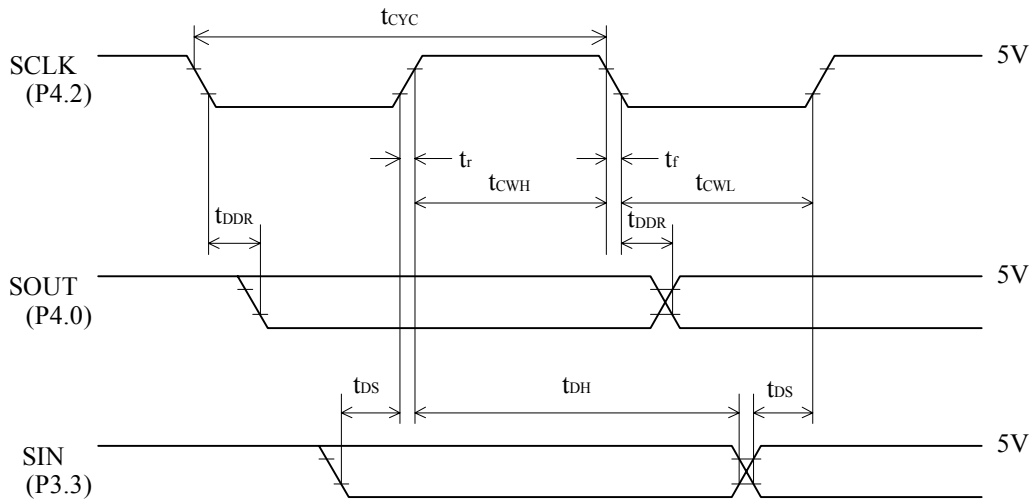 tCYC
SCLK
(P4.2)
5V
tr
tf
tCWH
tCWL
tDDR
tDDR
SOUT
(P4.0)
5V
tDS
tDH
tDS
SIN
(P3.3)
5V